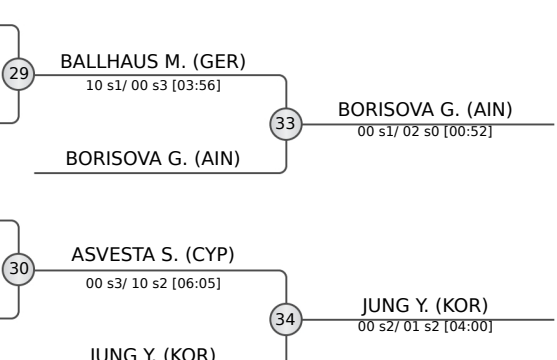 29
BALLHAUS M. (GER)
10 s1/ 00 s3 [03:56]
33
BORISOVA G. (AIN)
00 s1/ 02 s0 [00:52]
BORISOVA G. (AIN)
30
ASVESTA S. (CYP)
00 s3/ 10 s2 [06:05]
34
JUNG Y. (KOR)
00 s2/ 01 s2 [04:00]
JUNG Y. (KOR)